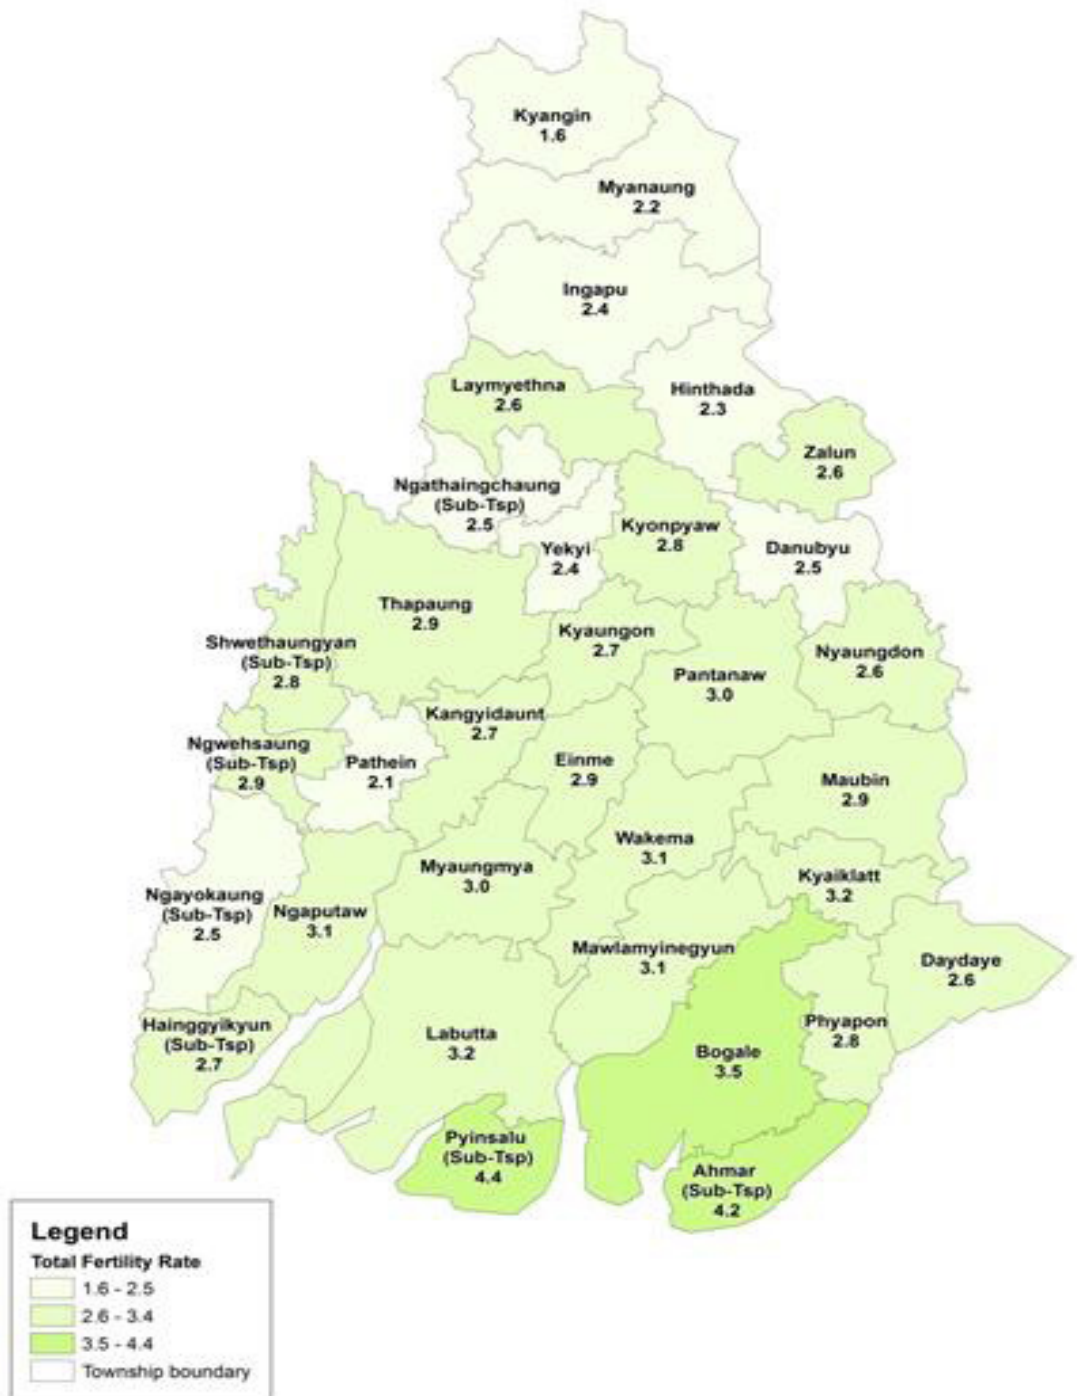 Kyangin
1.6
Myanaung
2.2
Ingapu
2.4
Laymyethna
2.6
Hinthada
2.3
Zalun
2.6
Ngathaingchaung
(Sub-Tsp)
2.5
Kyonpyaw
2.8
Yekyi
2.4
Danubyu
2.5
Thapaung
2.9
Kyaungon
2.7
Shwethaungyan
(Sub-Tsp)
2.8
Nyaungdon
2.6
Pantanaw
3.0
Kangyidaunt
2.7
Ngwehsaung
(Sub-Tsp)
2.9
Pathein
2.1
Einme
2.9
Maubin
2.9
Wakema
3.1
Myaungmya
3.0
Kyaiklatt
3.2
Ngayokaung
(Sub-Tsp)
2.5
Ngaputaw
3.1
Mawlamyinegyun
3.1
Daydaye
2.6
Hainggyikyun
(Sub-Tsp)
2.7
Labutta
3.2
Phyapon
2.8
Bogale
3.5
Pyinsalu
(Sub-Tsp)
4.4
Ahmar
(Sub-Tsp)
4.2
Legend
Total Fertility Rate
1.6 - 2.5
2.6 - 3.4
3.5 - 4.4
Township boundary